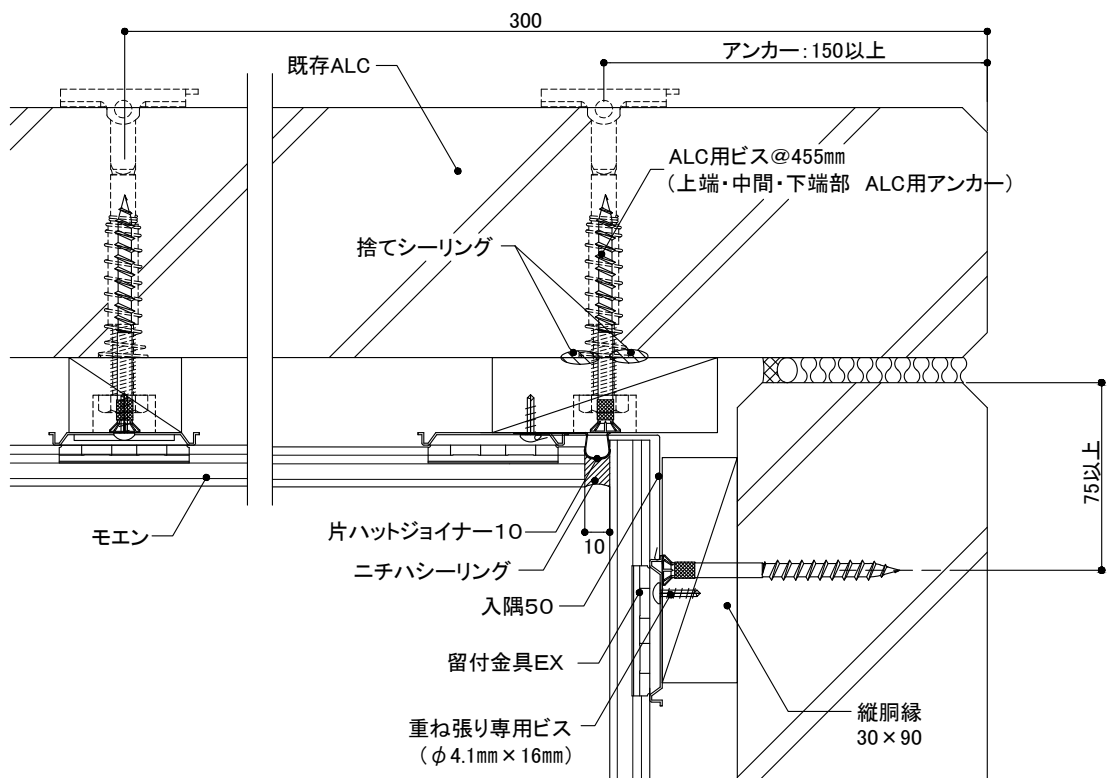 300
アンカー：150以上
既存ALC
ALC用ビス＠455mm
（上端・中間・下端部　ALC用アンカー）
捨てシーリング
75以上
モエン
片ハットジョイナー10
10
ニチハシーリング
入隅50
留付金具EX
重ね張り専用ビス
（φ4.1mm×16mm）
縦胴縁
30×90